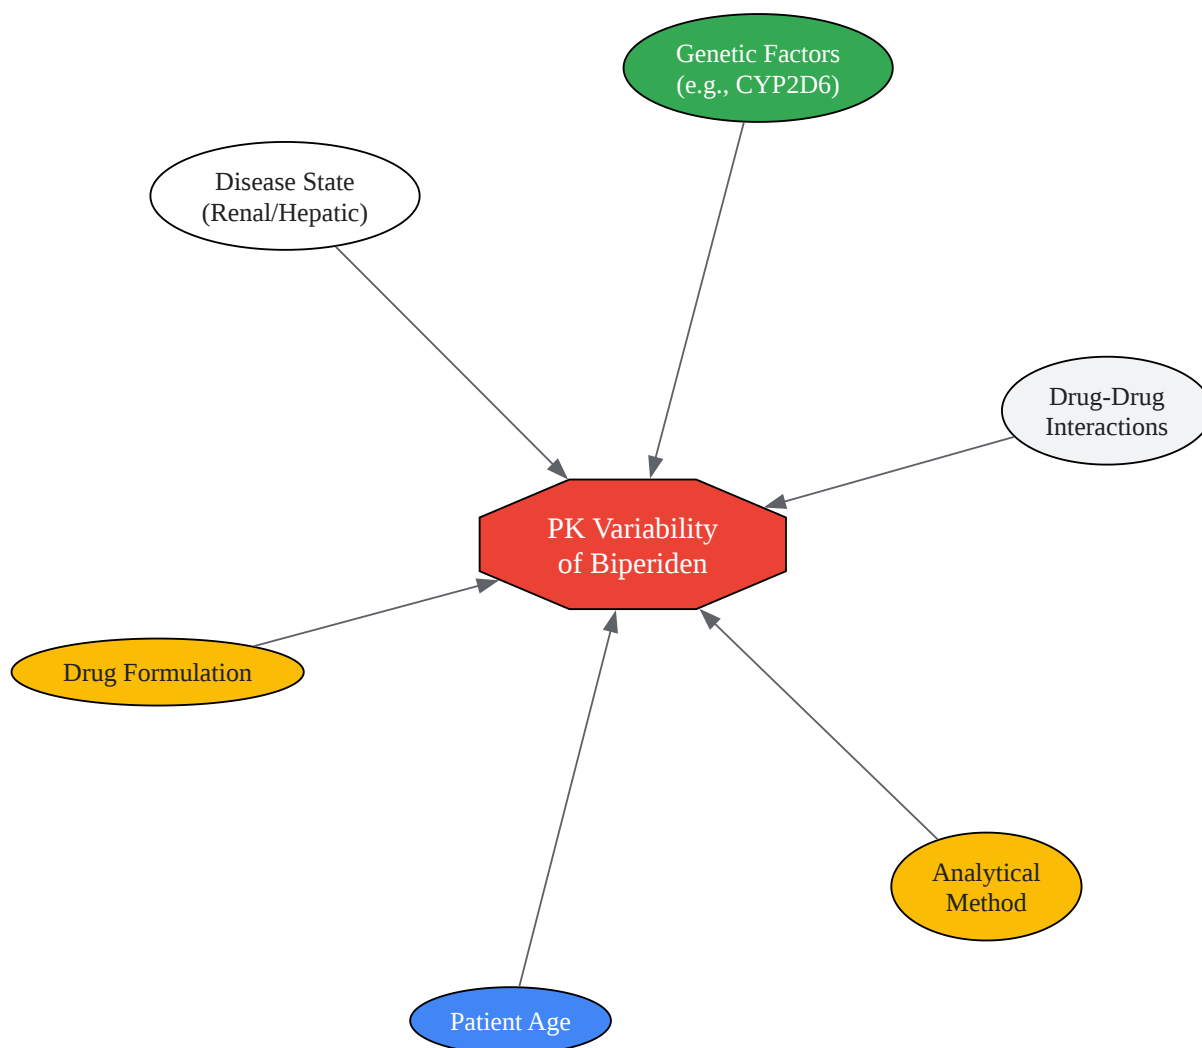 Genetic Factors
(e.g., CYP2D6)
Disease State
(Renal/Hepatic)
Drug-Drug
Interactions
PK Variability
of Biperiden
Drug Formulation
Analytical
Method
Patient Age